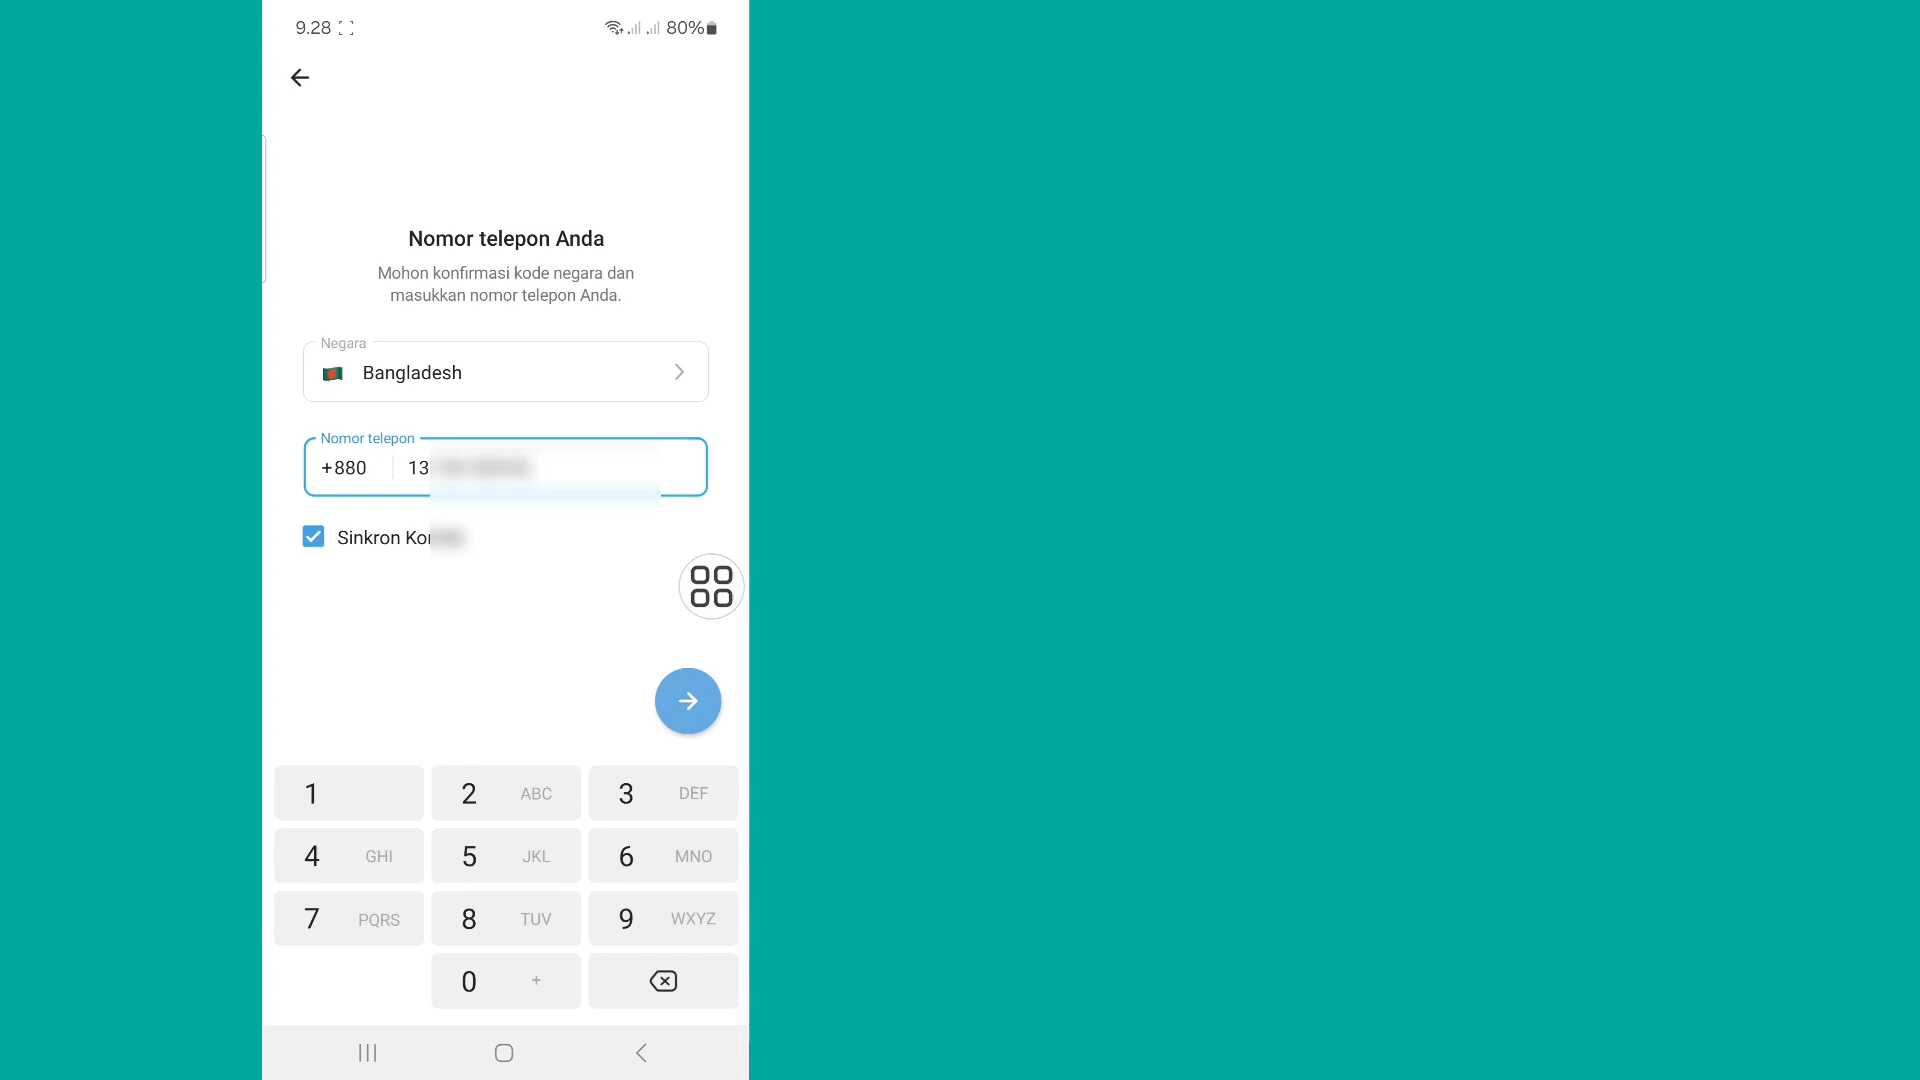 9.28
80%
Nomor telepon Anda
Mohon konfirmasi kode negara dan
masukkan nomor telepon Anda.
Negara
Bangladesh
Nomor telepon
+880 13
Sinkron
1
2 ABC
3 DEF
4 GHI
5 JKL
6 MNO
7 PQRS
8 TUV
9 WXYZ
0 +